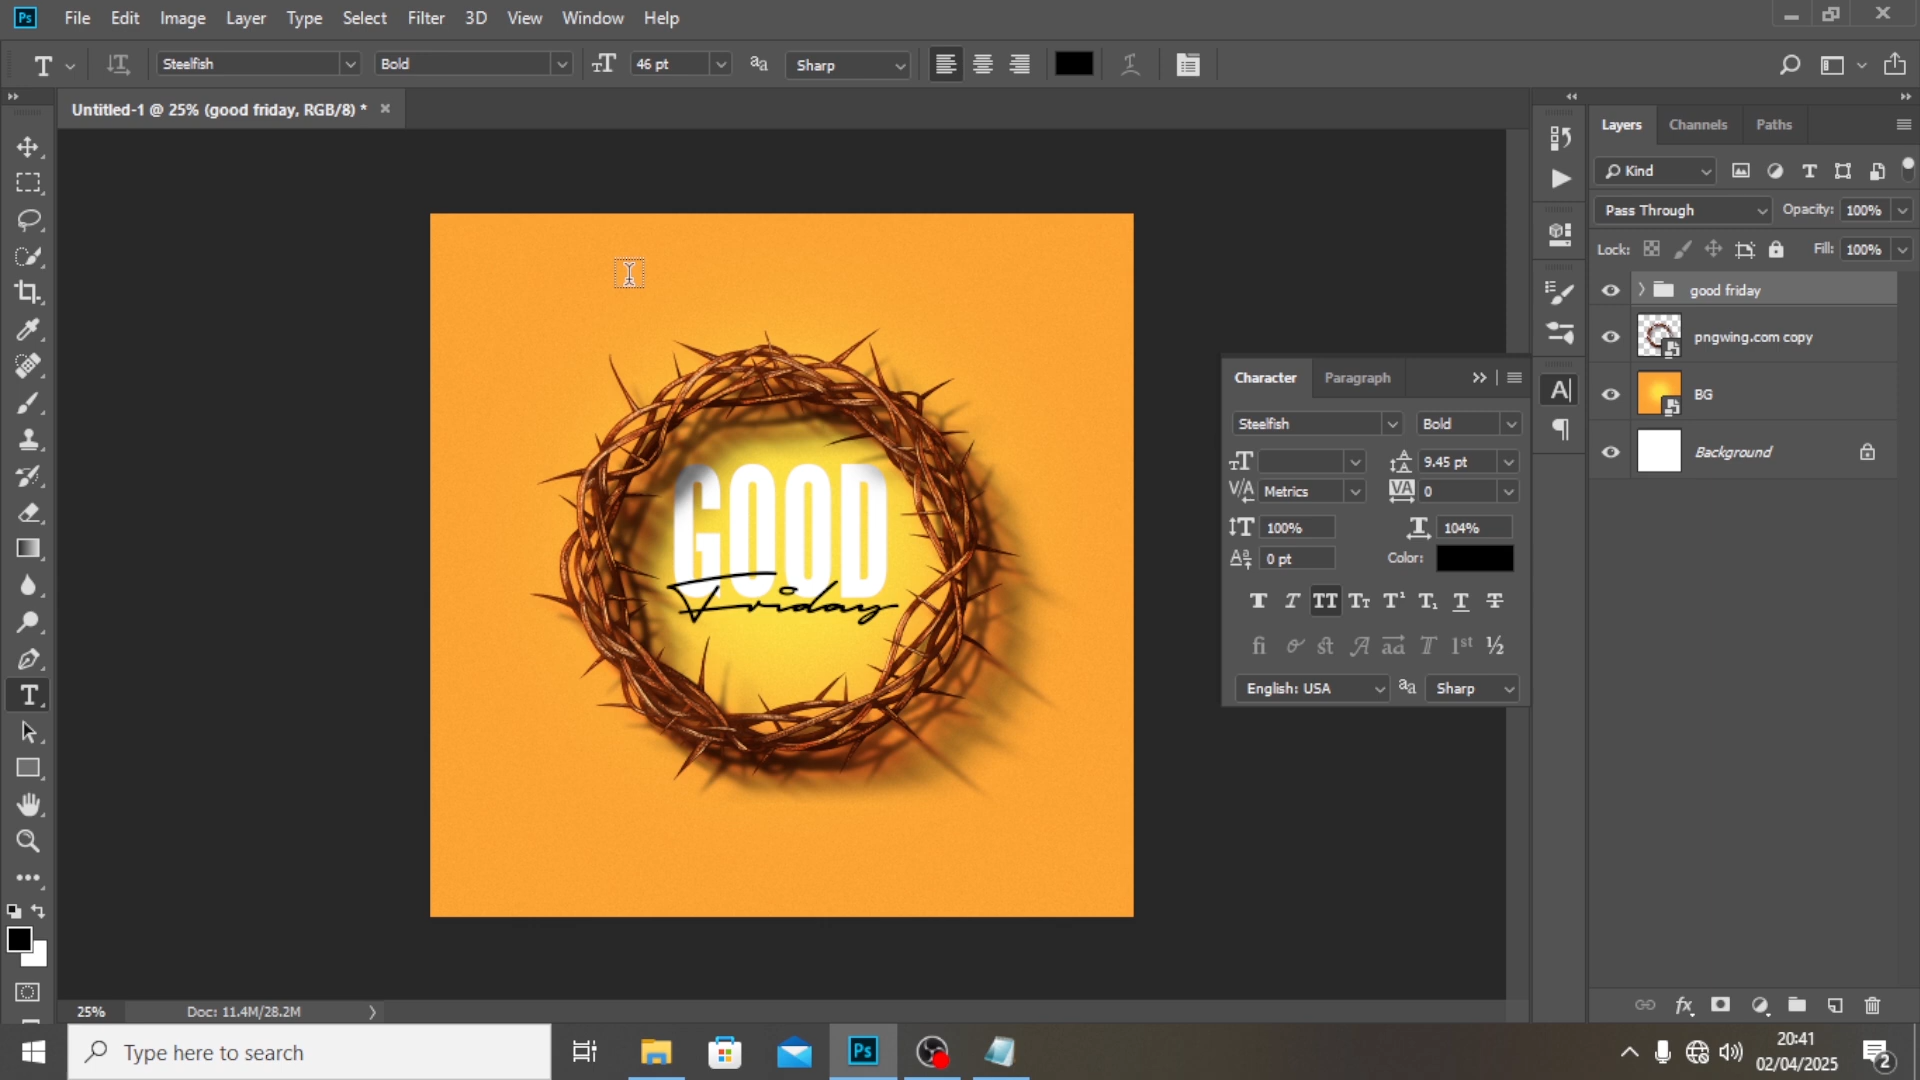 Ps File Edit Image Layer Type Select Filter 3D View Window Help
T Steelfish Bold 46 pt Sharp
Untitled-1 @ 25% (good friday, RGB/8) *
GOOD
Friday
Character Paragraph
Steelfish Bold
9.45 pt
Metrics 0
100% 104%
0 pt Color:
English: USA Sharp
Layers Channels Paths
Kind
Pass Through Opacity: 100%
Lock: Fill: 100%
good friday
pngwing.com copy
BG
Background
25% Doc: 11.4M/28.2M
Type here to search
Ps
20:41
02/04/2025
2